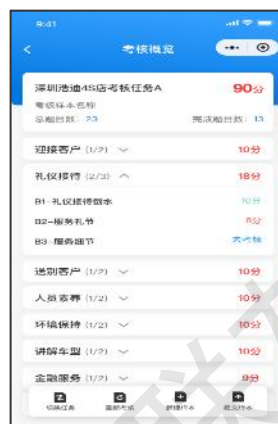 9:41
考核概览
深圳浩迪4S店考核任务A 90分
考核样本名称
总题目数：23 完成题目数：13
迎接客户 (1/2) 10分
礼仪接待 (2/3) 18分
B1-礼仪接待倒水 10分
B2-服务礼节 8分
B3-服务细节 去考核
送别客户 (1/2) 10分
人员素养 (1/2) 10分
环境保持 (1/2) 10分
讲解车型 (1/2) 10分
金融服务 (1/2) 9分
切换任务 重新考核 新建样本 提交样本